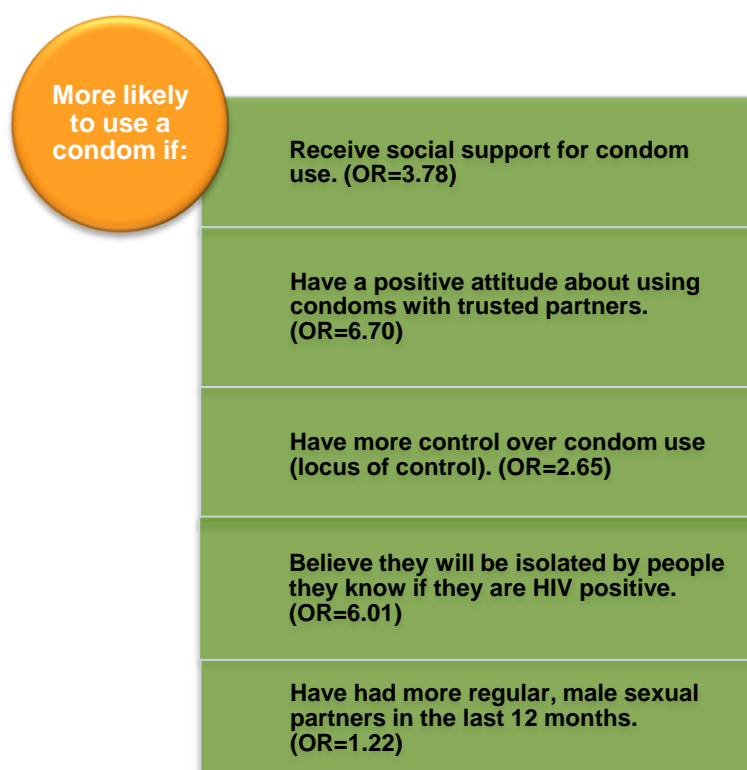 More likely
to use a
condom if:
Receive social support for condom
use. (OR=3.78)
Have a positive attitude about using
condoms with trusted partners.
(OR=6.70)
Have more control over condom use
(locus of control). (OR=2.65)
Believe they will be isolated by people
they know if they are HIV positive.
(OR=6.01)
Have had more regular, male sexual
partners in the last 12 months.
(OR=1.22)